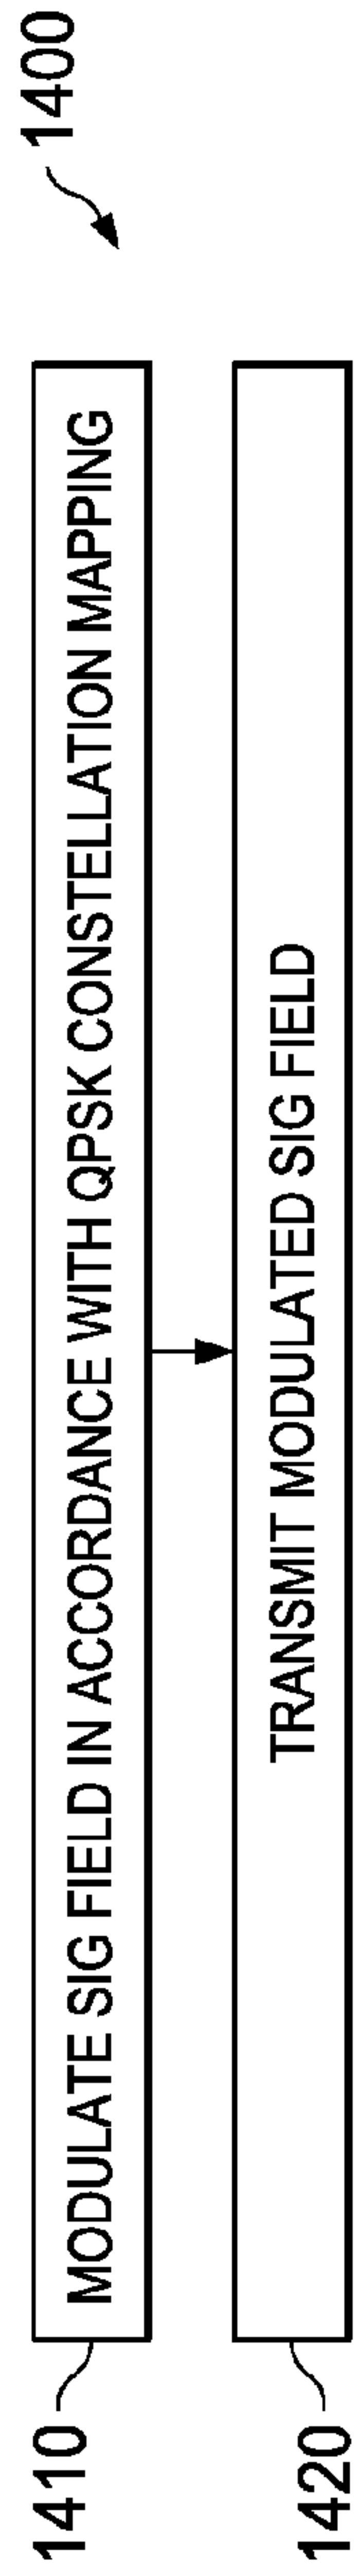 1400
1410
MODULATE SIG FIELD IN ACCORDANCE WITH QPSK CONSTELLATION MAPPING
1420
TRANSMIT MODULATED SIG FIELD